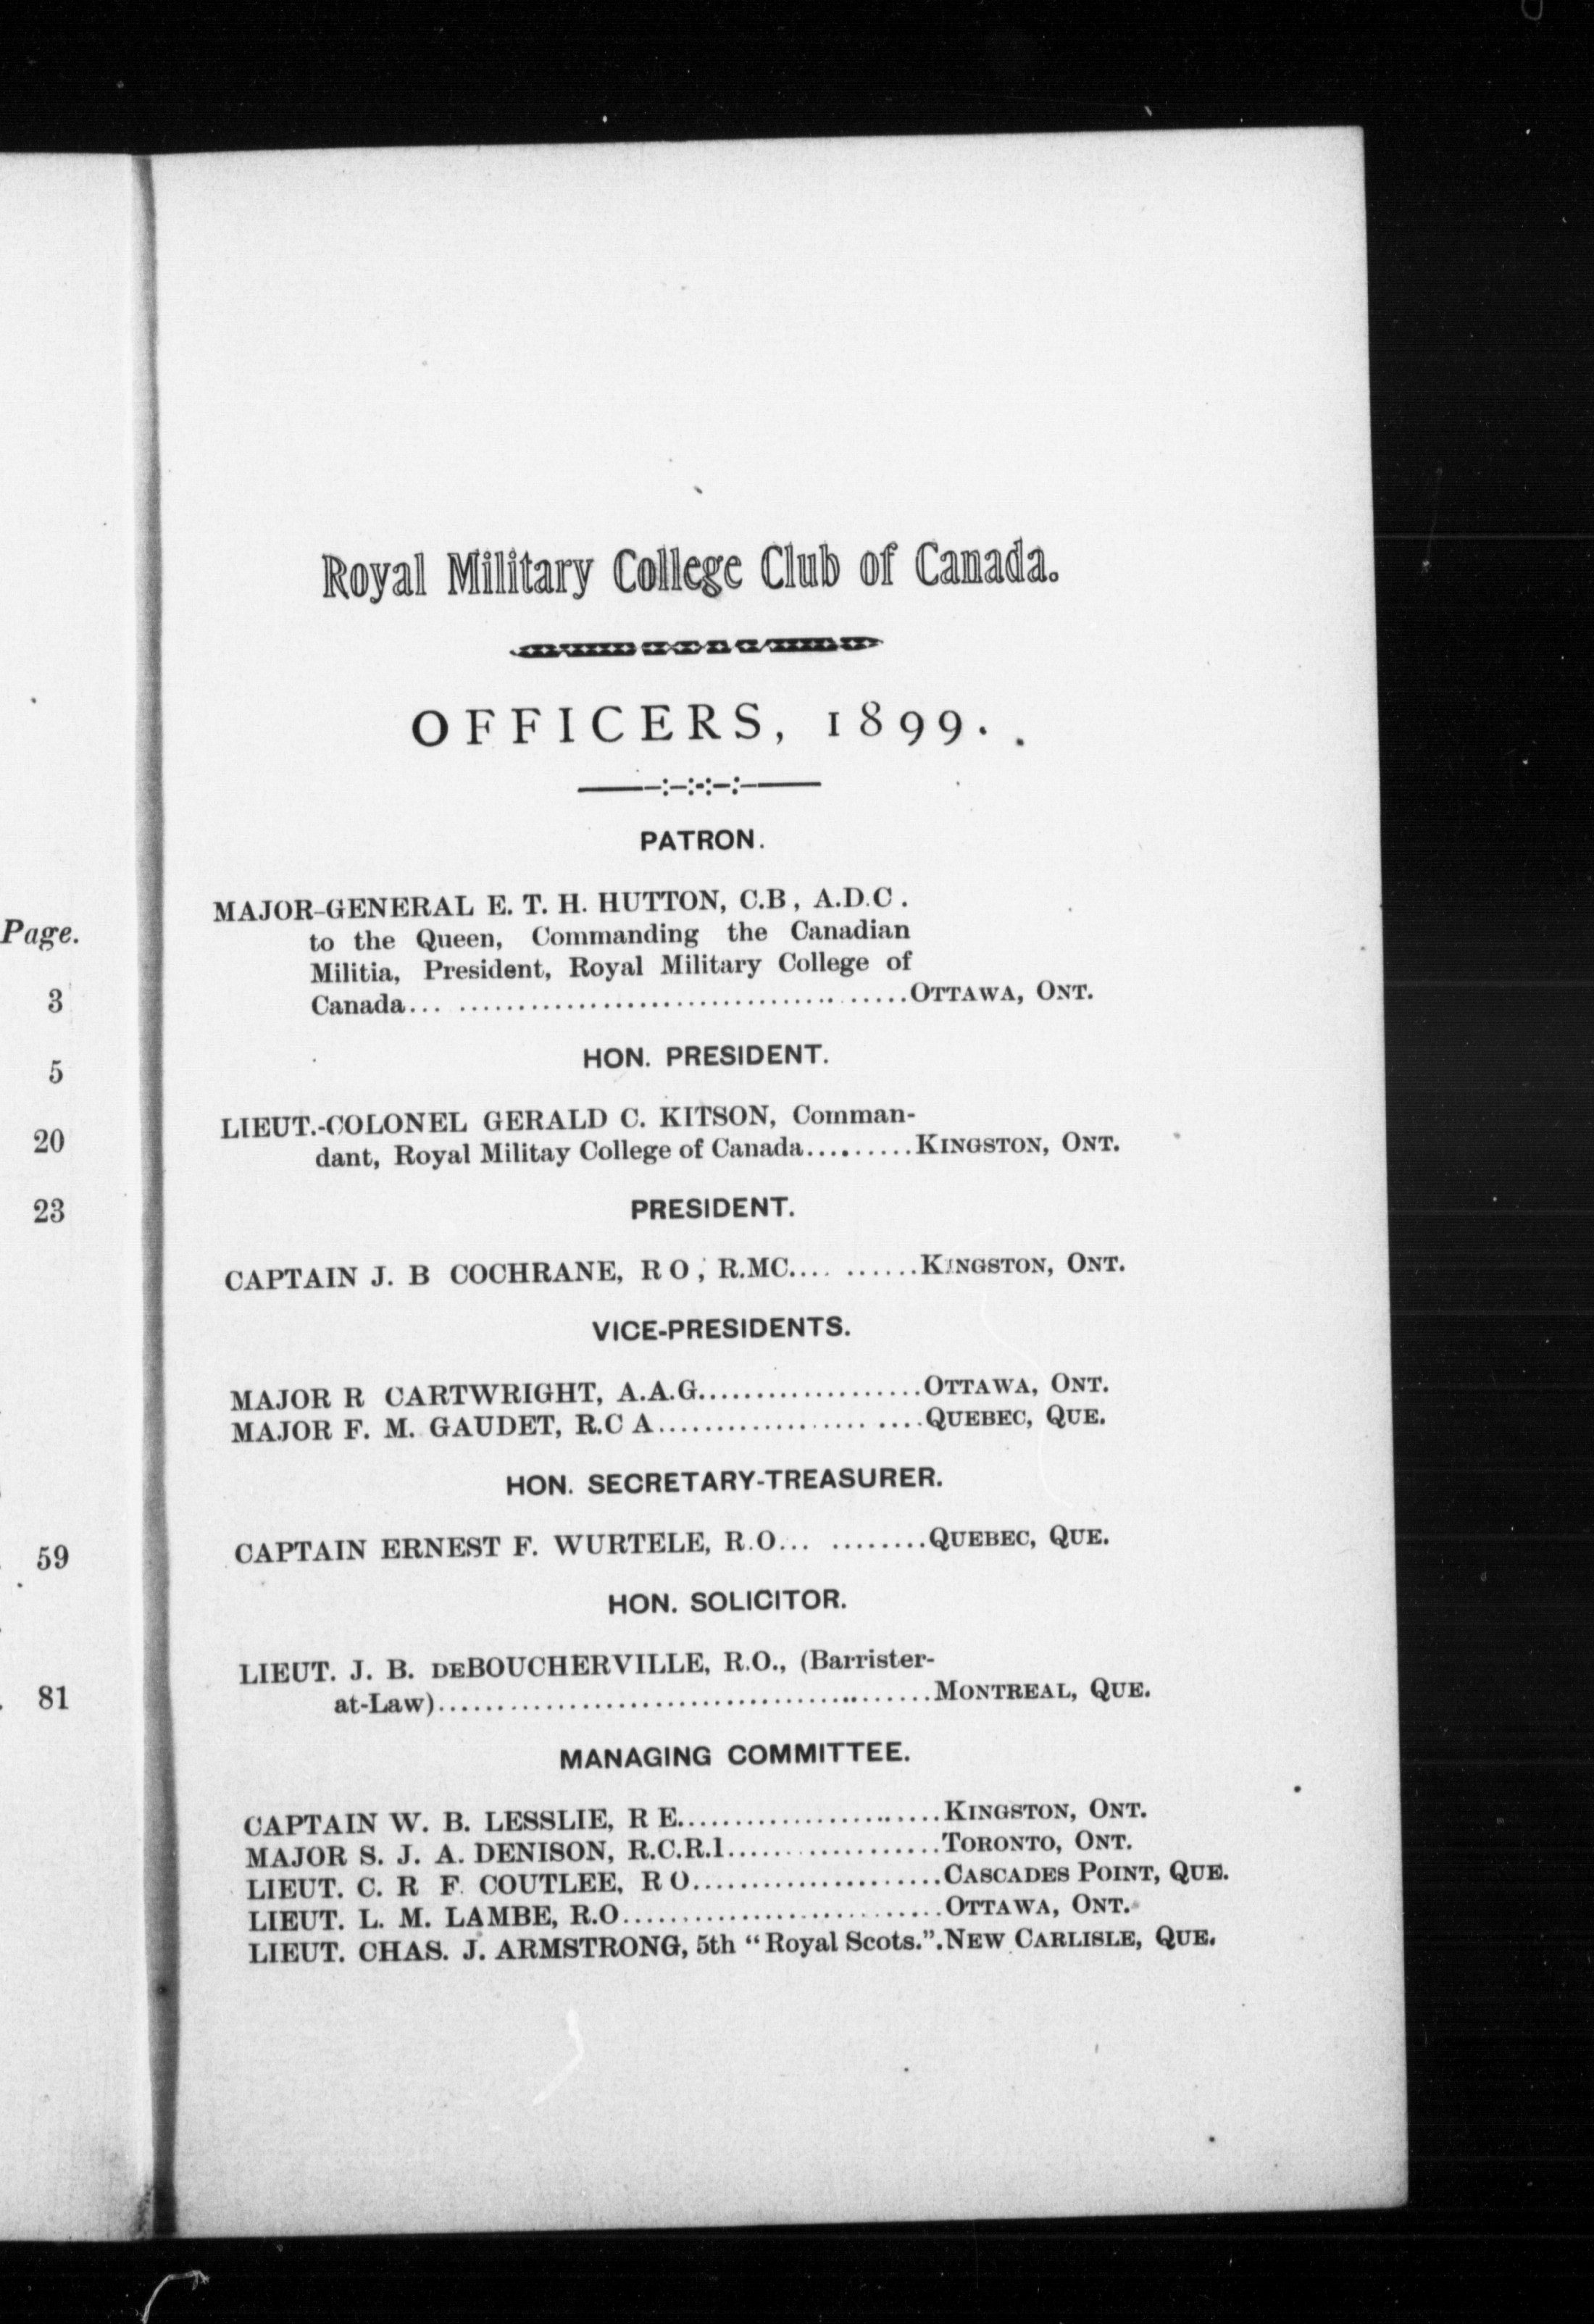 Page.
3
5
20
23
59
81
Royal Military College Club of Canada.
OFFICERS, 1899.
PATRON.
MAJOR-GENERAL E. T. H. HUTTON, C.B, A.D.C.
to the Queen, Commanding the Canadian
Militia, President, Royal Military College of
Canada... ........................................OTTAWA, ONT.
HON. PRESIDENT.
LIEUT.-COLONEL GERALD C. KITSON, Comman-
dant, Royal Militay College of Canada.........KINGSTON, ONT.
PRESIDENT.
CAPTAIN J. B COCHRANE, R O, R.MC.... ......KINGSTON, ONT.
VICE-PRESIDENTS.
MAJOR R CARTWRIGHT, A.A.G...................OTTAWA, ONT.
MAJOR F. M. GAUDET, R.C A.................. ....QUEBEC, QUE.
HON. SECRETARY-TREASURER.
CAPTAIN ERNEST F. WURTELE, R.O... .........QUEBEC, QUE.
HON. SOLICITOR.
LIEUT. J. B. DEBOUCHERVILLE, R.O., (Barrister-
at-Law)...........................................MONTREAL, QUE.
MANAGING COMMITTEE.
CAPTAIN W. B. LESSLIE, R E.......................KINGSTON, ONT.
MAJOR S. J. A. DENISON, R.C.R.I..................TORONTO, ONT.
LIEUT. C. R F. COUTLEE, R O.....................CASCADES POINT, QUE.
LIEUT. L. M. LAMBE, R.O...........................OTTAWA, ONT.
LIEUT. CHAS. J. ARMSTRONG, 5th “Royal Scots.”.NEW CARLISLE, QUE.